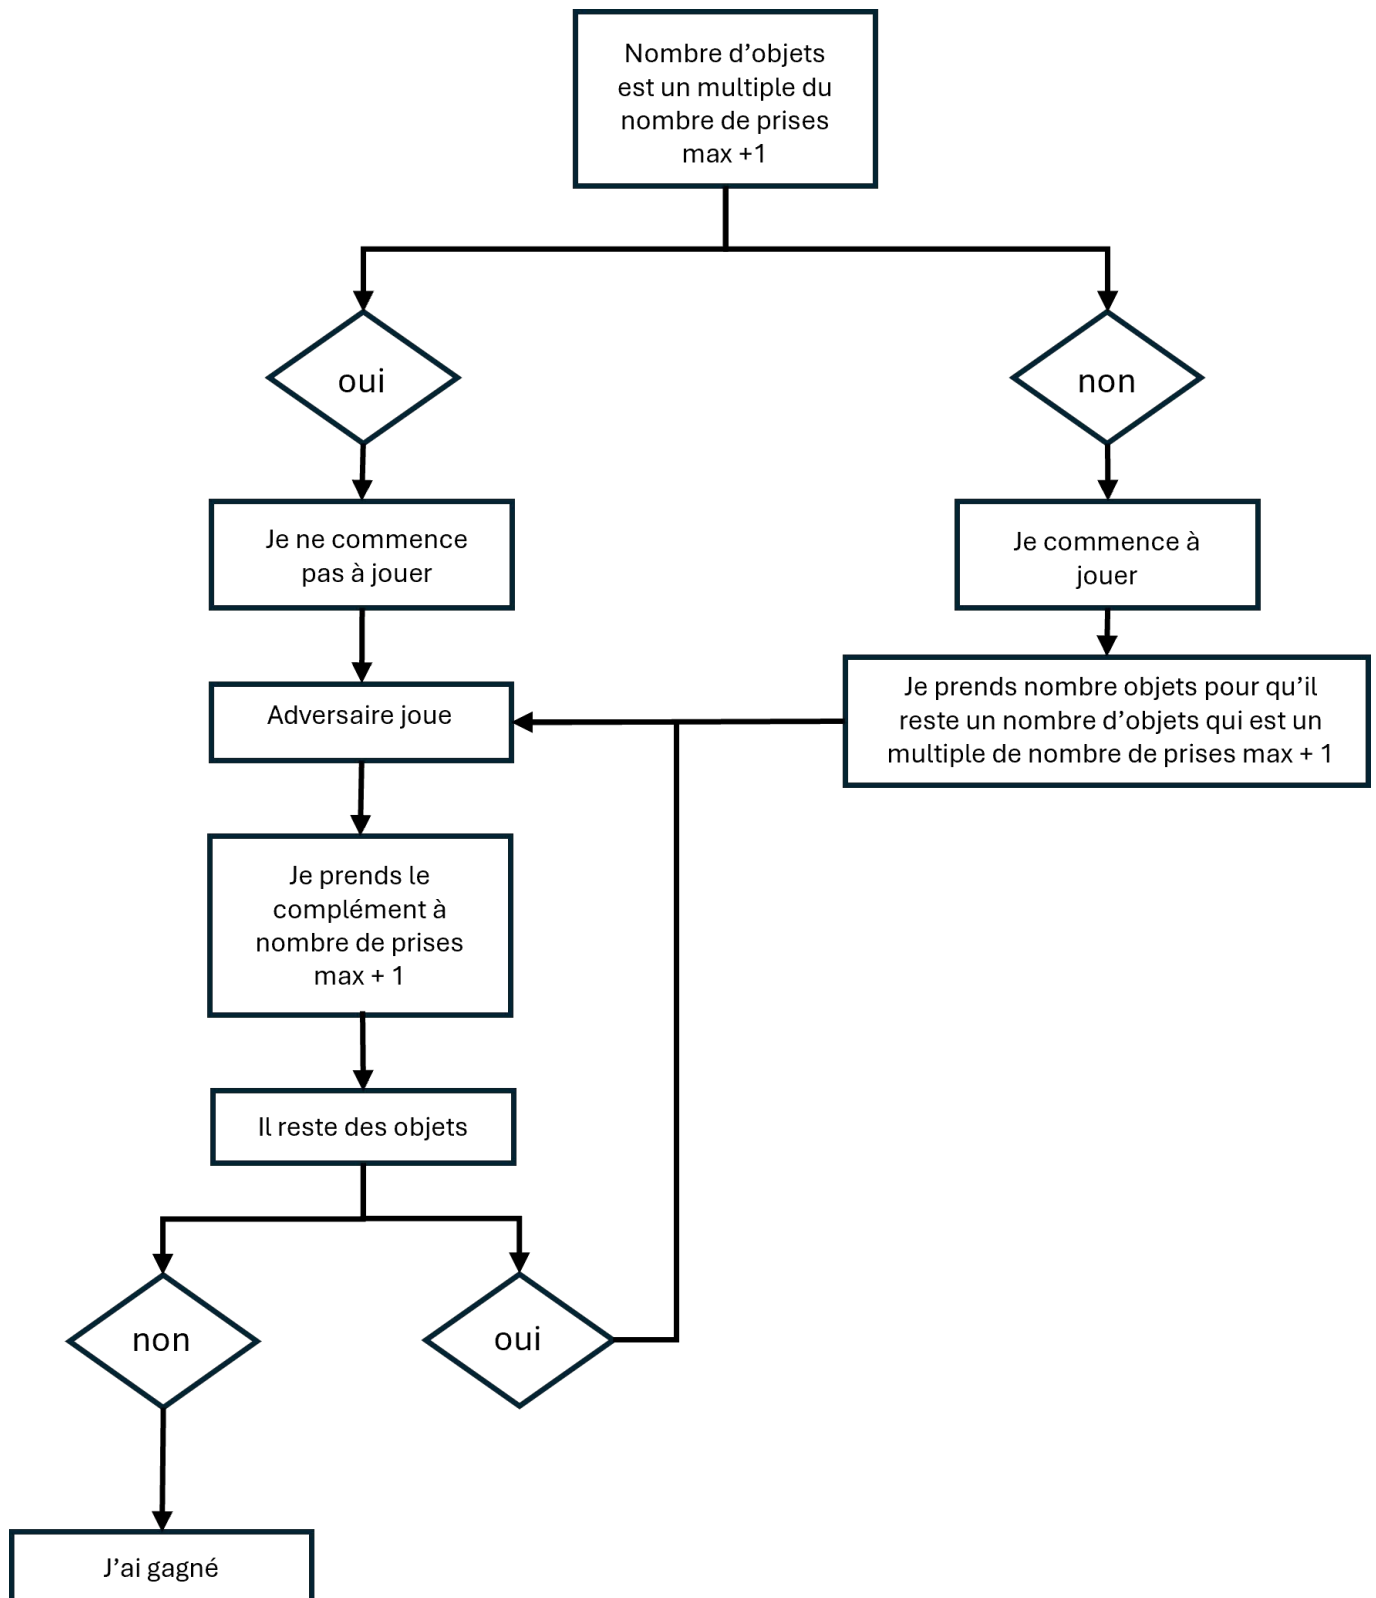 Nombre d’objets
est un multiple du
nombre de prises
max +1
oui
non
Je ne commence
pas à jouer
Je commence à
jouer
Adversaire joue
Je prends nombre objets pour qu’il
reste un nombre d’objets qui est un
multiple de nombre de prises max + 1
Je prends le
complément à
nombre de prises
max + 1
Il reste des objets
non
oui
J’ai gagné